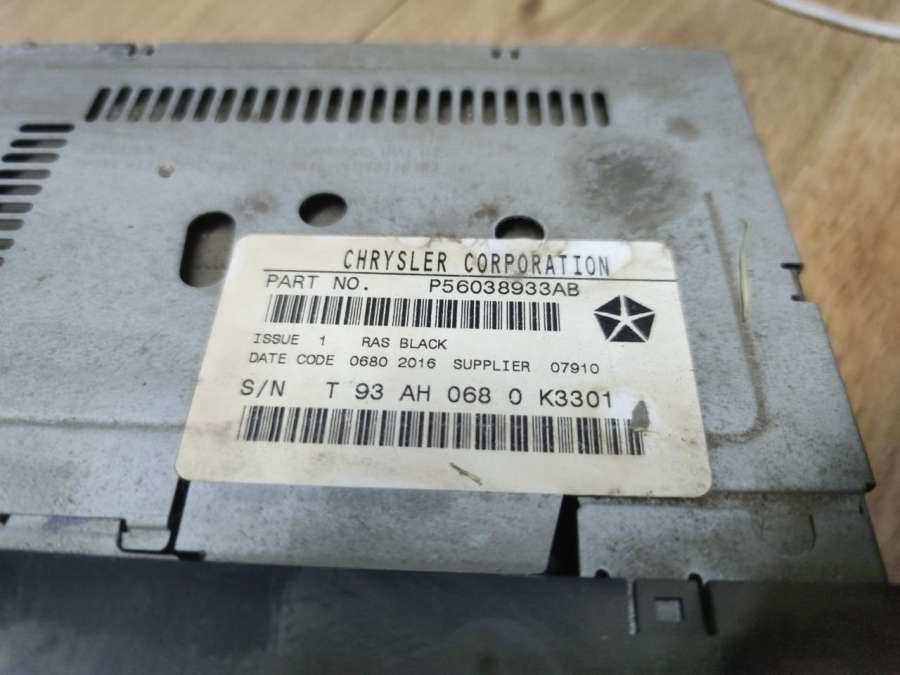 CHRYSLER CORPORATION
PART NO. P56038933AB
ISSUE 1 RAS BLACK
DATE CODE 0680 2016 SUPPLIER 07910
S/N T 93 AH 068 0 K3301